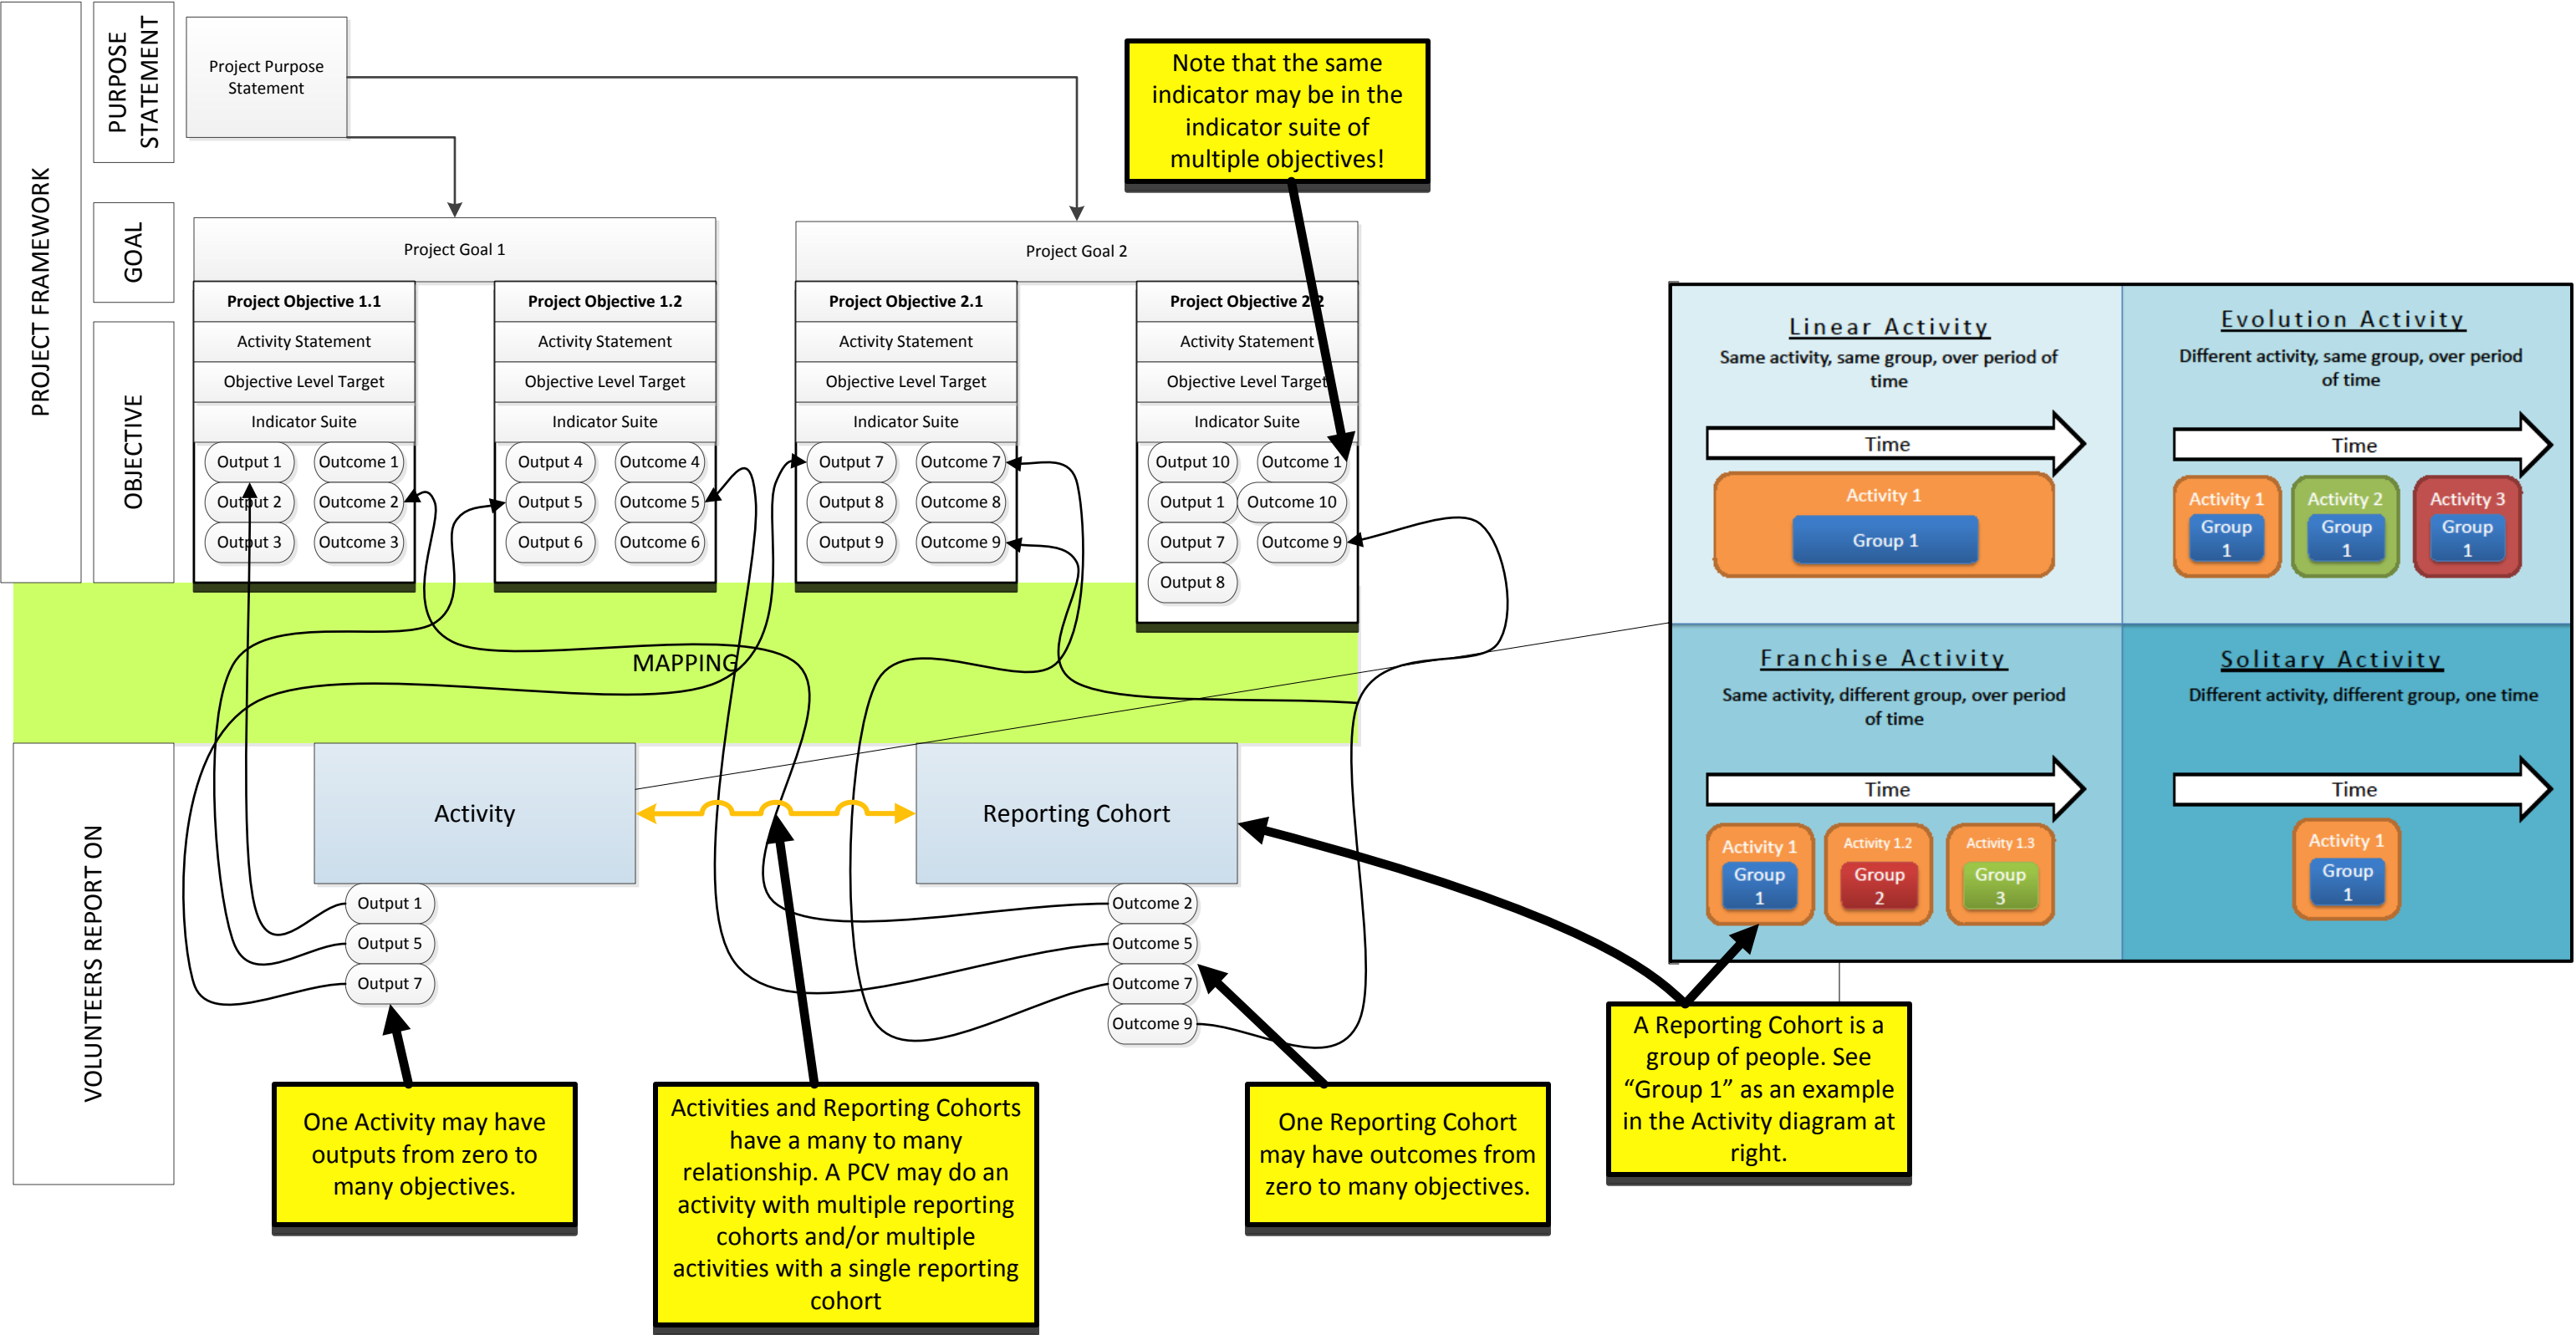 PROJECT FRAMEWORK
PURPOSE
STATEMENT
Project Purpose
Statement
Note that the same
indicator may be in the
indicator suite of
multiple objectives!
GOAL
Project Goal 1
Project Goal 2
OBJECTIVE
Project Objective 1.1
Activity Statement
Objective Level Target
Indicator Suite
Output 1
Outcome 1
Output 2
Outcome 2
Output 3
Outcome 3
Project Objective 1.2
Activity Statement
Objective Level Target
Indicator Suite
Output 4
Outcome 4
Output 5
Outcome 5
Output 6
Outcome 6
Project Objective 2.1
Activity Statement
Objective Level Target
Indicator Suite
Output 7
Outcome 7
Output 8
Outcome 8
Output 9
Outcome 9
Project Objective 2.2
Activity Statement
Objective Level Target
Indicator Suite
Output 10
Outcome 1
Output 1
Outcome 10
Output 7
Outcome 9
Output 8
MAPPING
VOLUNTEERS REPORT ON
Activity
Output 1
Output 5
Output 7
Reporting Cohort
Outcome 2
Outcome 5
Outcome 7
Outcome 9
One Activity may have
outputs from zero to
many objectives.
Activities and Reporting Cohorts
have a many to many
relationship. A PCV may do an
activity with multiple reporting
cohorts and/or multiple
activities with a single reporting
cohort
One Reporting Cohort
may have outcomes from
zero to many objectives.
A Reporting Cohort is a
group of people. See
“Group 1” as an example
in the Activity diagram at
right.
Linear Activity
Same activity, same group, over period of
time
Time
Activity 1
Group 1
Evolution Activity
Different activity, same group, over period
of time
Time
Activity 1
Group
1
Activity 2
Group
1
Activity 3
Group
1
Franchise Activity
Same activity, different group, over period
of time
Time
Activity 1
Group
1
Activity 1.2
Group
2
Activity 1.3
Group
3
Solitary Activity
Different activity, different group, one time
Time
Activity 1
Group
1